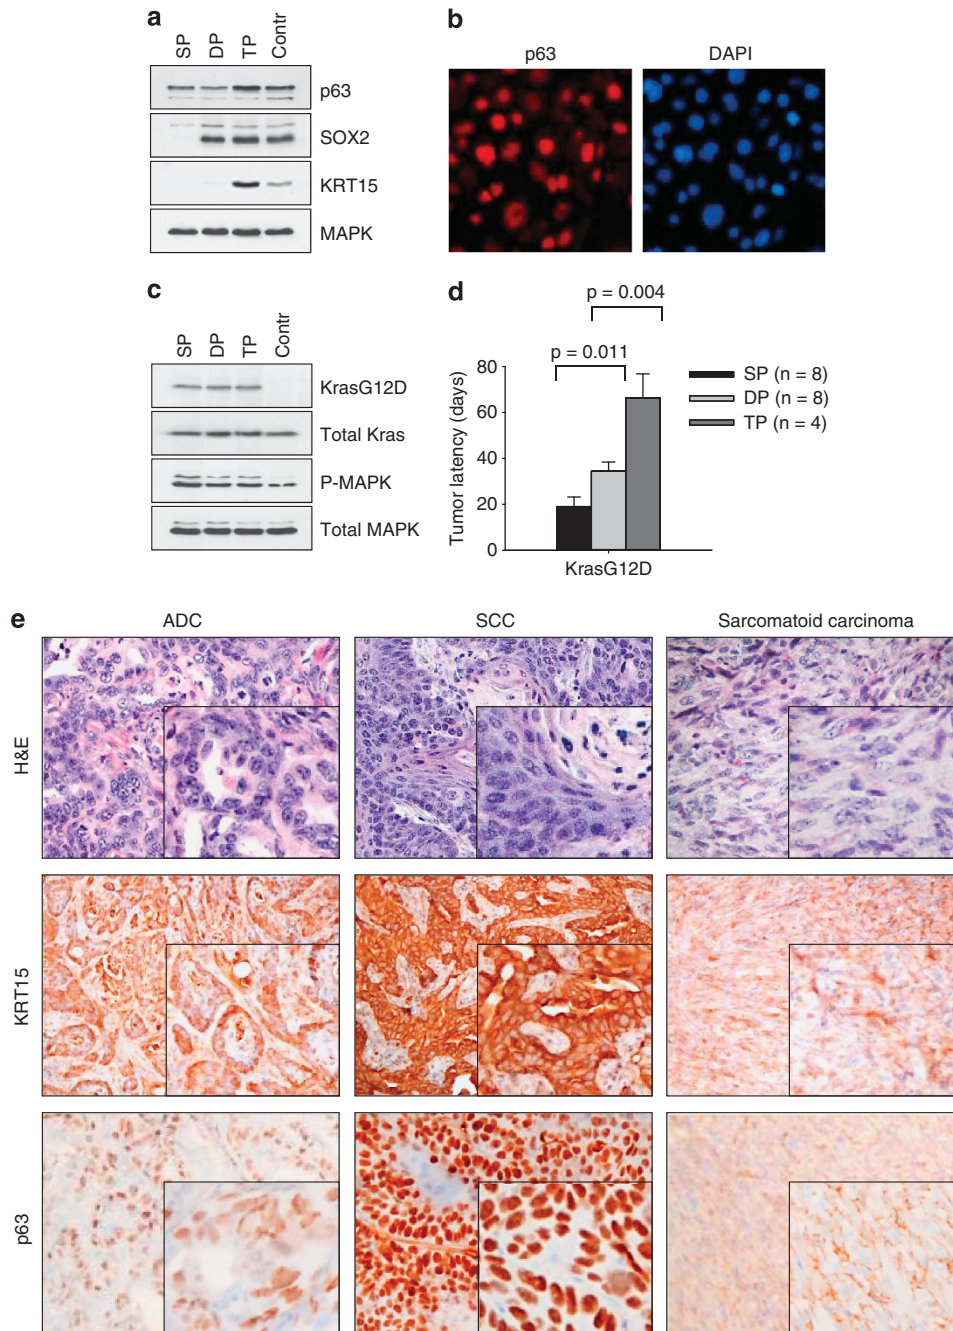 a
SP DP TP Contr
p63
SOX2
KRT15
MAPK
b
p63 DAPI
c
SP DP TP Contr
KrasG12D
Total Kras
P-MAPK
Total MAPK
d
p = 0.004
p = 0.011
Tumor latency (days)
80
60
40
20
0
KrasG12D
SP (n = 8)
DP (n = 8)
TP (n = 4)
e
ADC SCC Sarcomatoid carcinoma
H&E
KRT15
p63